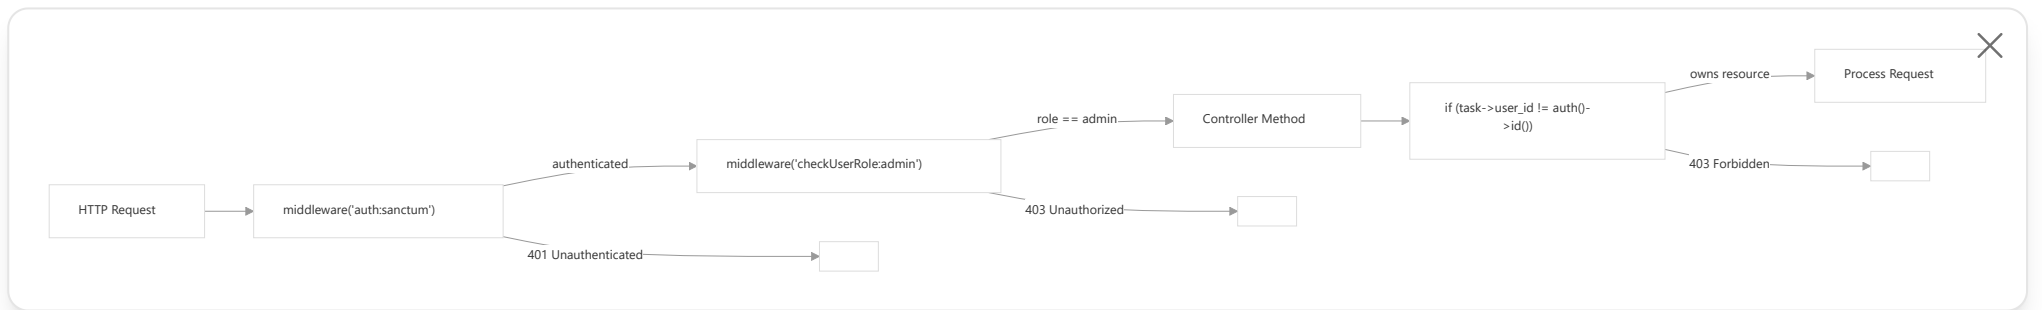 HTTP Request
middleware('auth:sanctum')
authenticated
401 Unauthenticated
middleware('checkUserRole:admin')
role == admin
403 Unauthorized
Controller Method
if (task->user_id != auth()-
>id())
owns resource
403 Forbidden
Process Request